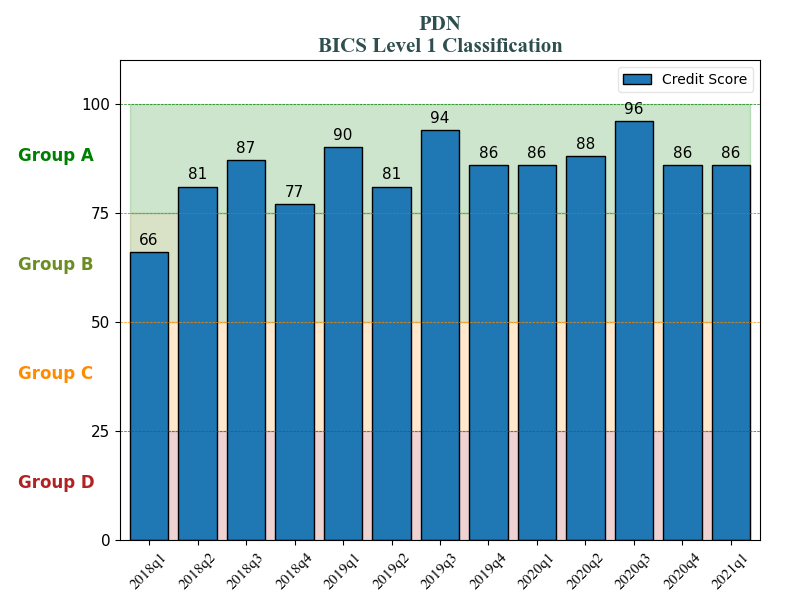 PDN
BICS Level 1 Classification
Credit Score
100
75
50
25
0
Group A
Group B
Group C
Group D
66
81
87
77
90
81
94
86
86
88
96
86
86
2018q1
2018q2
2018q3
2018q4
2019q1
2019q2
2019q3
2019q4
2020q1
2020q2
2020q3
2020q4
2021q1